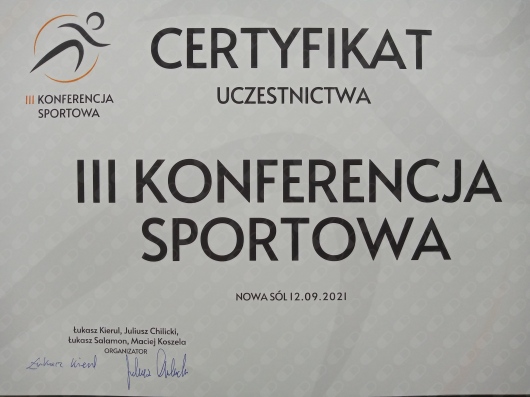 III KONFERENCJA
SPORTOWA
CERTYFIKAT
UCZESTNICTWA
III KONFERENCJA
SPORTOWA
NOWA SÓL 12.09.2021
Łukasz Kierul, Juliusz Chilicki,
Łukasz Salamon, Maciej Koszela
ORGANIZATOR